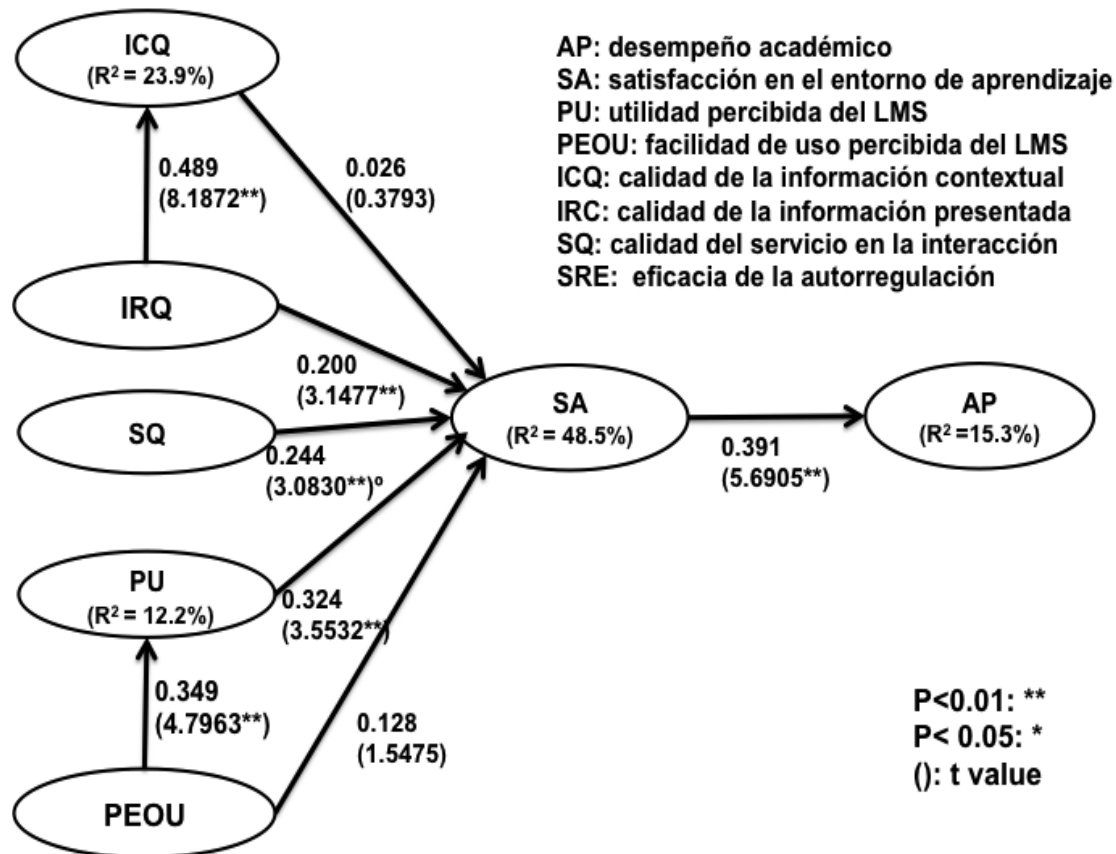 ICQ
(R² = 23.9%)
AP: desempeño académico
SA: satisfacción en el entorno de aprendizaje
PU: utilidad percibida del LMS
PEOU: facilidad de uso percibida del LMS
ICQ: calidad de la información contextual
IRC: calidad de la información presentada
SQ: calidad del servicio en la interacción
SRE: eficacia de la autorregulación
0.489
(8.1872**)
0.026
(0.3793)
IRQ
0.200
(3.1477**)
SQ
0.244
(3.0830**)º
SA
(R² = 48.5%)
0.391
(5.6905**)
AP
(R² =15.3%)
PU
(R² = 12.2%)
0.324
(3.5532**)
0.349
(4.7963**)
0.128
(1.5475)
PEOU
P<0.01: **
P< 0.05: *
(): t value